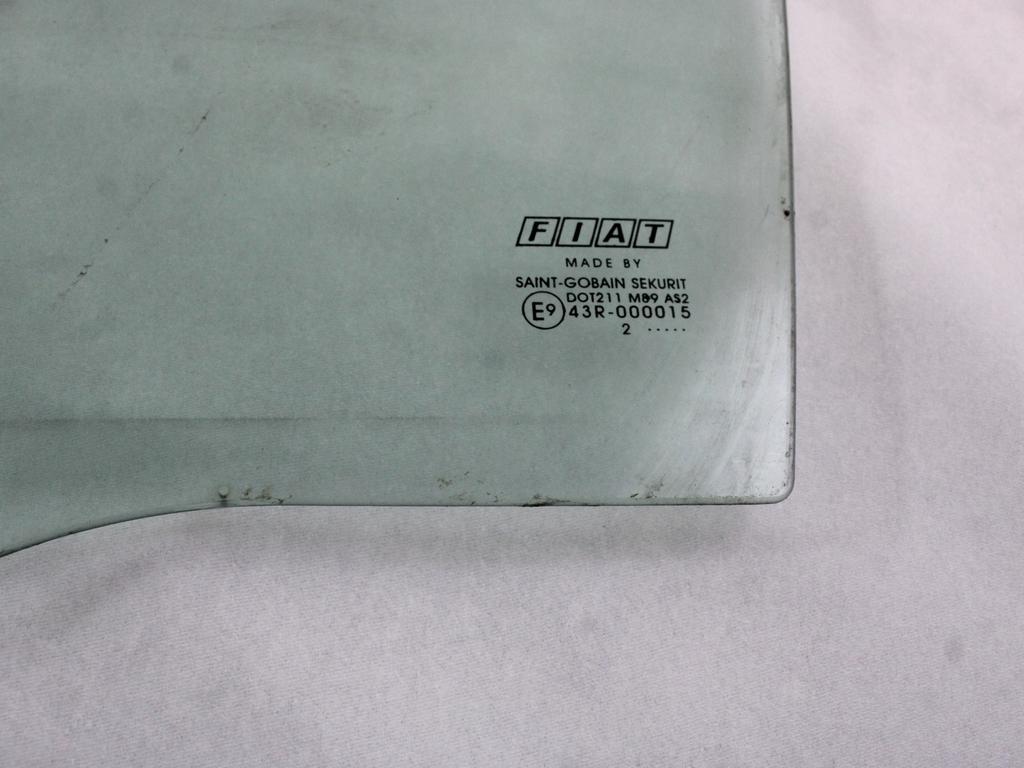 FIAT
MADE BY
SAINT-GOBAIN SEKURIT
DOT211 M89 AS2
E9 43R-000015
2 .....